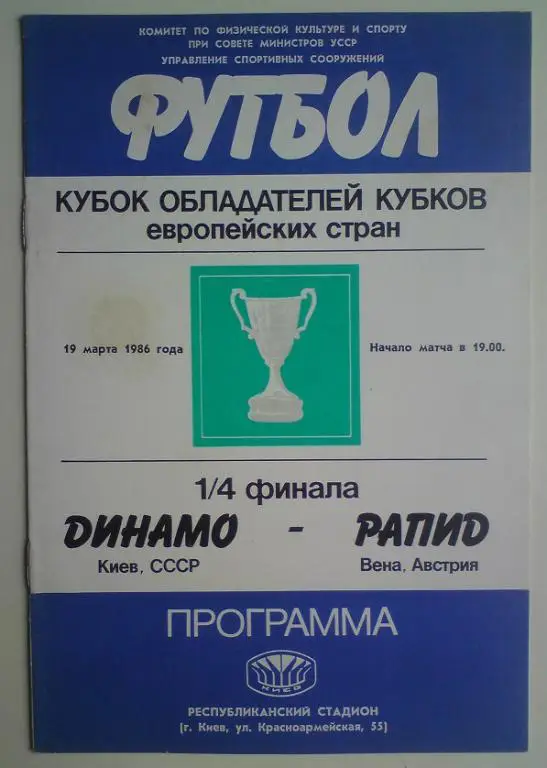 КОМИТЕТ ПО ФИЗИЧЕСКОЙ КУЛЬТУРЕ И СПОРТУ
ПРИ СОВЕТЕ МИНИСТРОВ УССР
УПРАВЛЕНИЕ СПОРТИВНЫХ СООРУЖЕНИЙ
ФУТБОЛ
КУБОК ОБЛАДАТЕЛЕЙ КУБКОВ
европейских стран
19 марта 1986 года
Начало матча в 19.00.
1/4 финала
ДИНАМО - РАПИД
Киев, СССР Вена, Австрия
ПРОГРАММА
КИЕВ
РЕСПУБЛИКАНСКИЙ СТАДИОН
(г. Киев, ул. Красноармейская, 55)